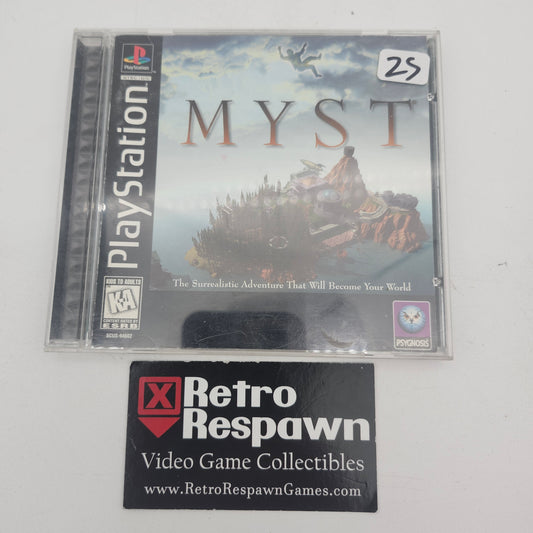 PlayStation
25
MYST
PlayStation
The Surrealistic Adventure That Will Become Your World
KIDS TO ADULTS
K-A
CONTENT RATED BY
ESRB
PSYGNOSIS
Retro
Respawn
Video Game Collectibles
www.RetroRespawnGames.com